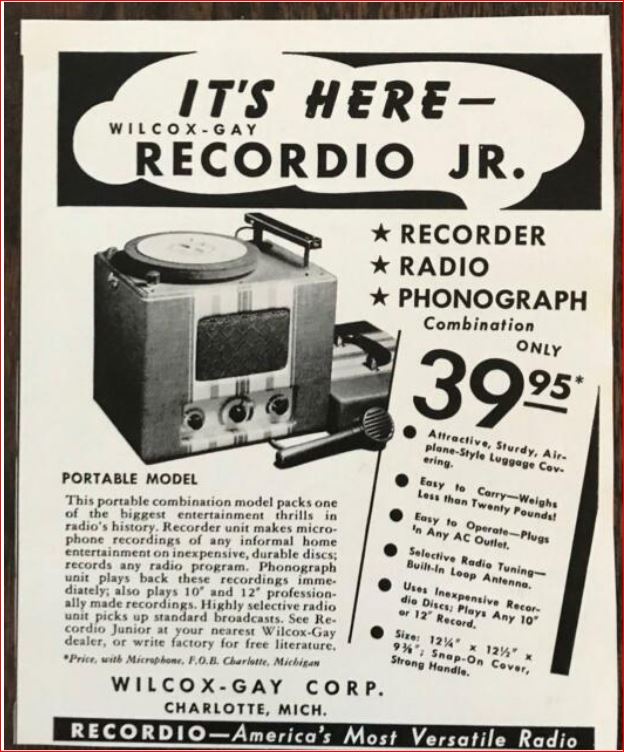 IT'S HERE—
WILCOX-GAY
RECORDIO JR.
★ RECORDER
★ RADIO
★ PHONOGRAPH
Combination
ONLY
39 95*
● Attractive, Sturdy, Air-
plane-Style Luggage Cov-
ering.
● Easy to Carry—Weighs
Less than Twenty Pounds!
● Easy to Operate—Plugs
in Any AC Outlet.
● Selective Radio Tuning—
Built-In Loop Antenna.
● Uses Inexpensive Recor-
dio Discs; Plays Any 10"
or 12" Record.
● Size: 12¼" x 12½" x
9⅜"; Snap-On Cover,
Strong Handle.
PORTABLE MODEL
This portable combination model packs one
of the biggest entertainment thrills in
radio's history. Recorder unit makes micro-
phone recordings of any informal home
entertainment on inexpensive, durable discs;
records any radio program. Phonograph
unit plays back these recordings imme-
diately; also plays 10" and 12" profession-
ally made recordings. Highly selective radio
unit picks up standard broadcasts. See Re-
cordio Junior at your nearest Wilcox-Gay
dealer, or write factory for free literature.
*Price, with Microphone, F.O.B. Charlotte, Michigan
WILCOX-GAY CORP.
CHARLOTTE, MICH.
RECORDIO—America's Most Versatile Radio